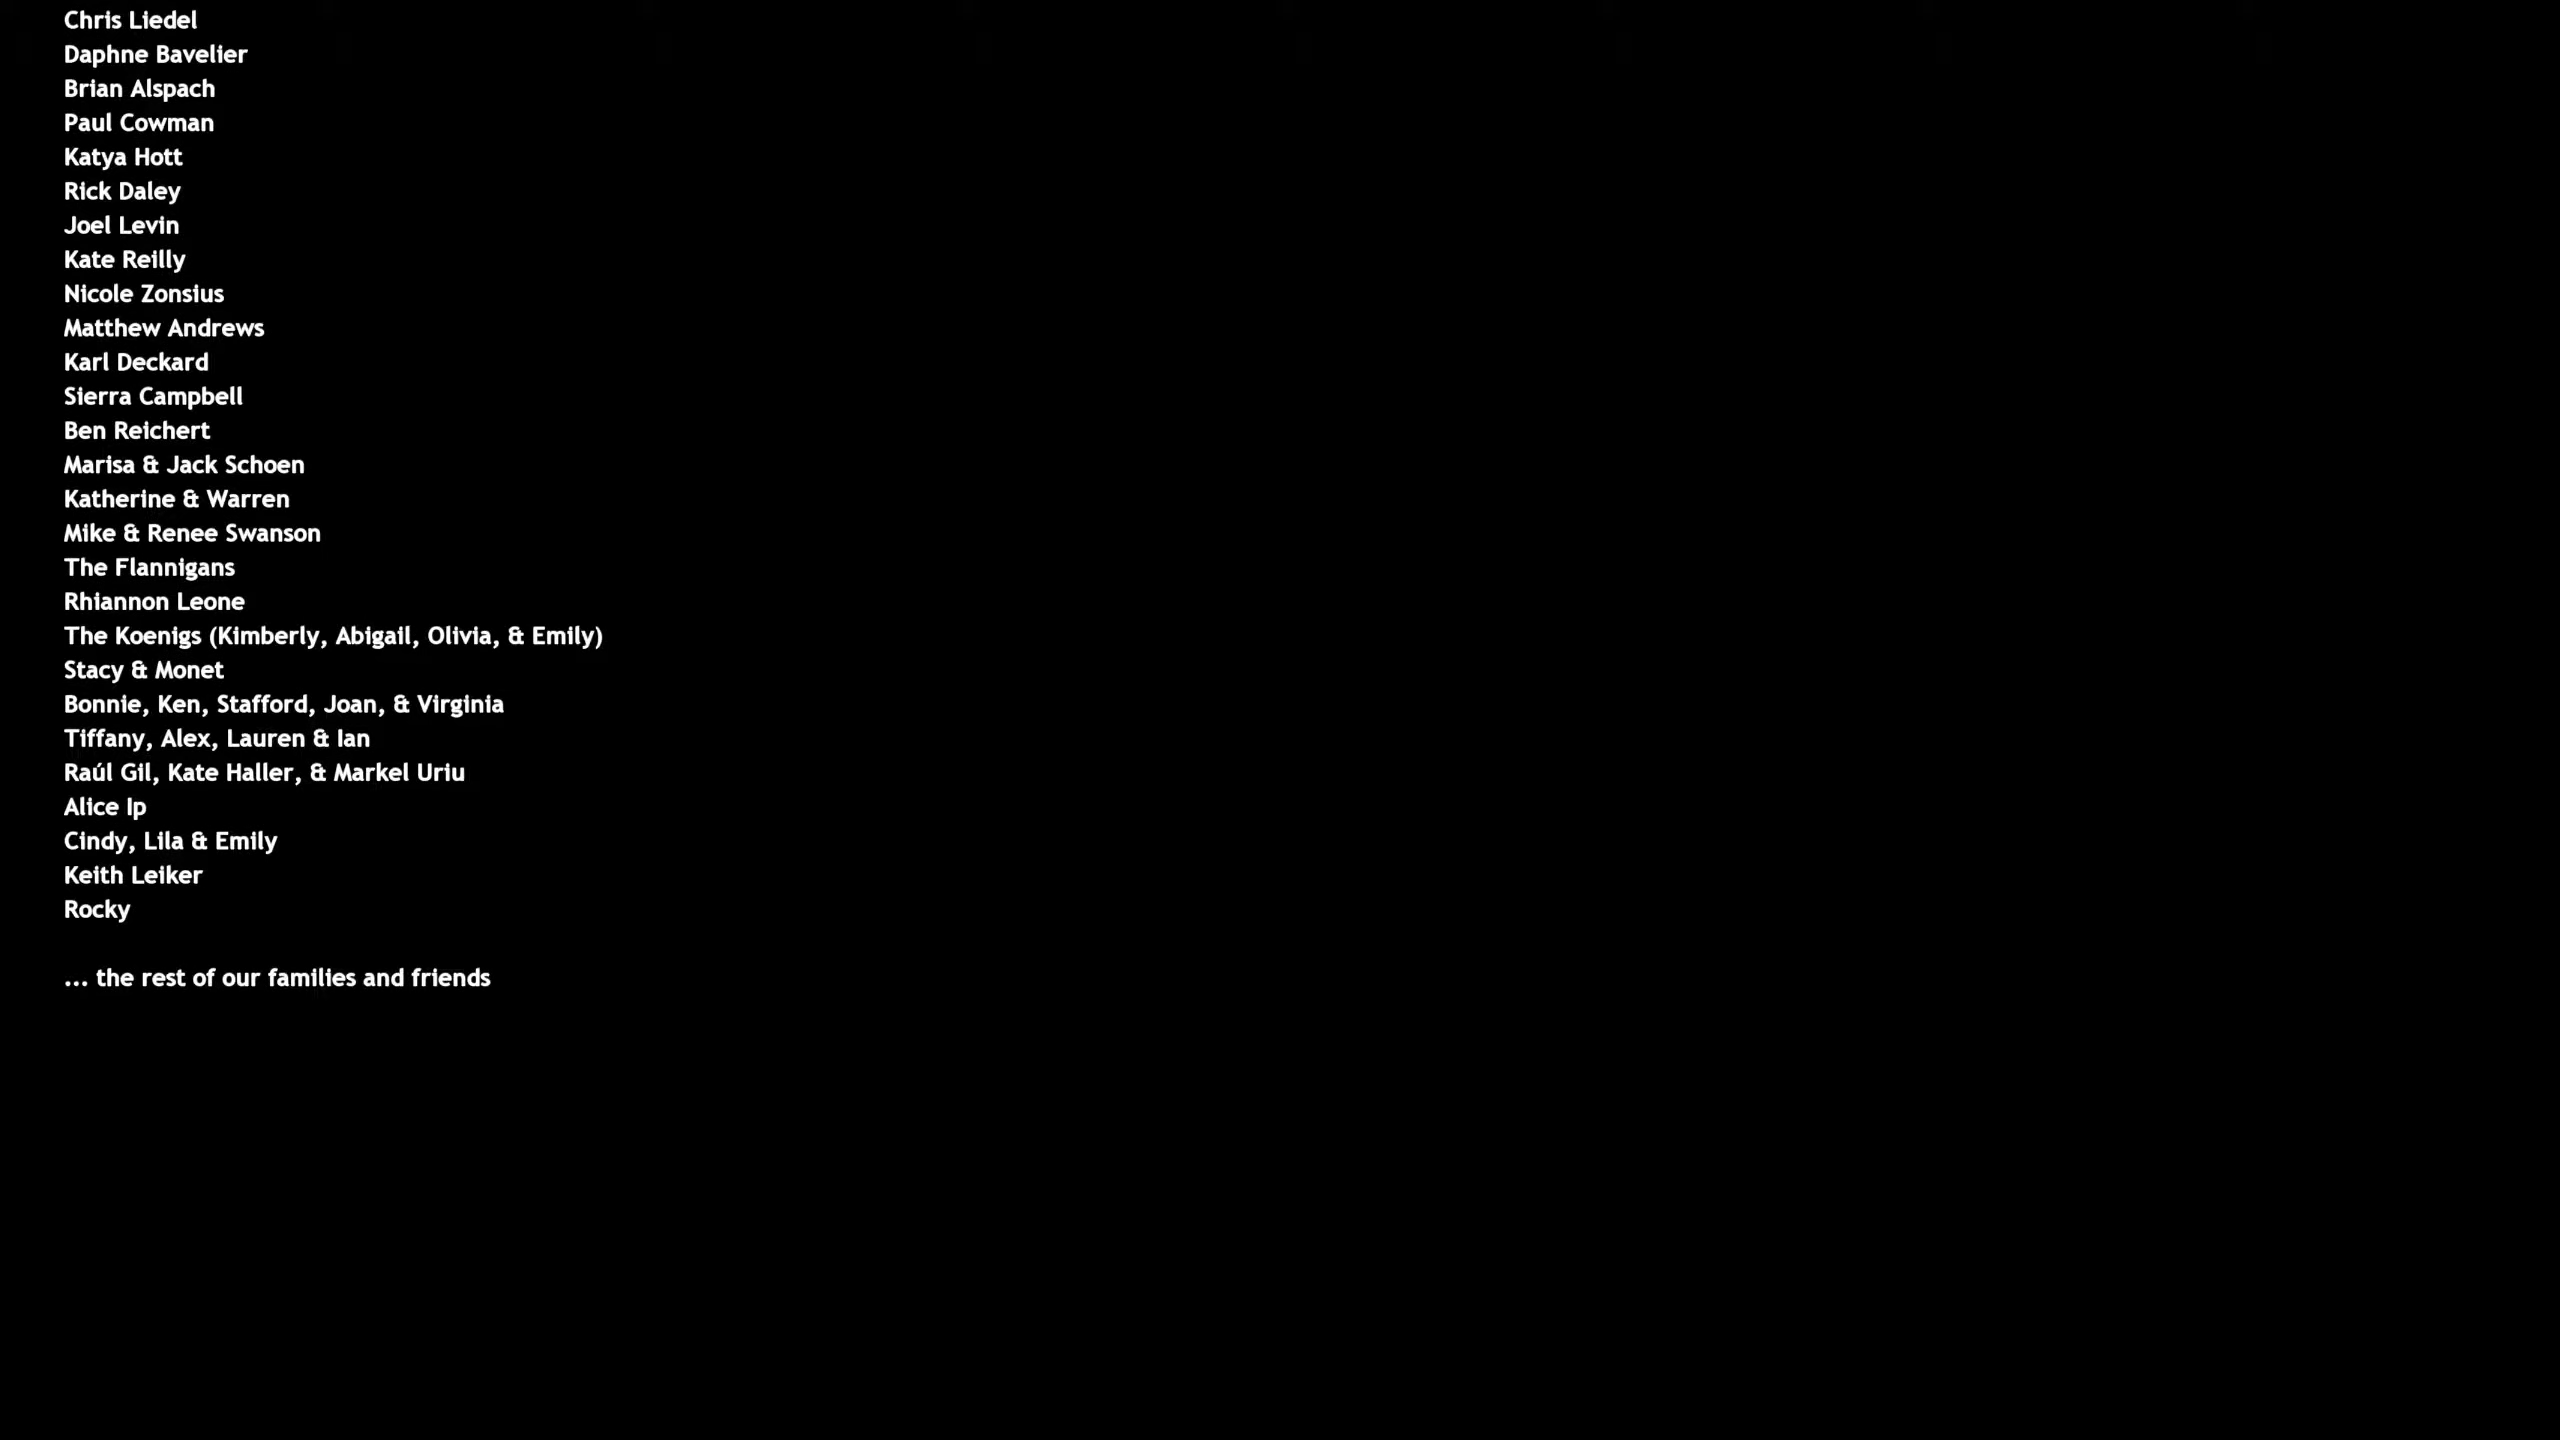 Chris Liedel
Daphne Bavelier
Brian Alspach
Paul Cowman
Katya Hott
Rick Daley
Joel Levin
Kate Reilly
Nicole Zonsius
Matthew Andrews
Karl Deckard
Sierra Campbell
Ben Reichert
Marisa & Jack Schoen
Katherine & Warren
Mike & Renee Swanson
The Flannigans
Rhiannon Leone
The Koenigs (Kimberly, Abigail, Olivia, & Emily)
Stacy & Monet
Bonnie, Ken, Stafford, Joan, & Virginia
Tiffany, Alex, Lauren & Ian
Raúl Gil, Kate Haller, & Markel Uriu
Alice Ip
Cindy, Lila & Emily
Keith Leiker
Rocky
... the rest of our families and friends